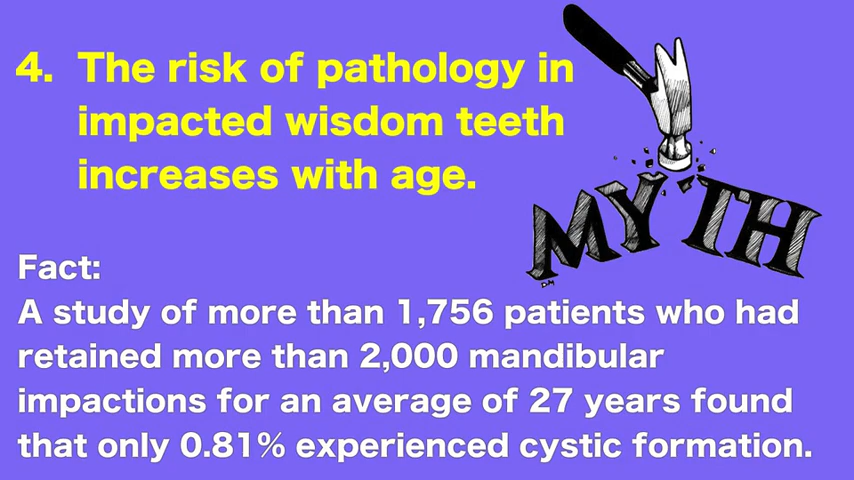 4. The risk of pathology in
impacted wisdom teeth
increases with age.
MYTH
Fact:
A study of more than 1,756 patients who had
retained more than 2,000 mandibular
impactions for an average of 27 years found
that only 0.81% experienced cystic formation.